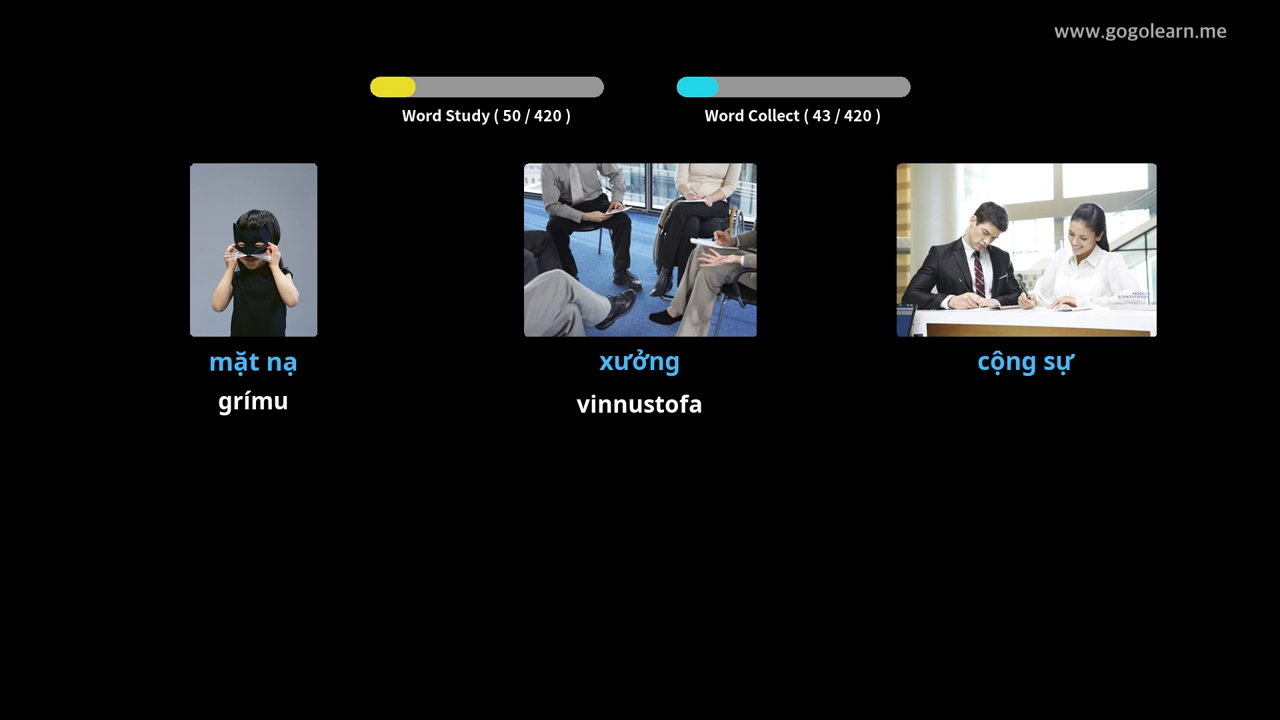 www.gogolearn.me
Word Study ( 50 / 420 )
Word Collect ( 43 / 420 )
mặt nạ
xưởng
cộng sự
grímu
vinnustofa